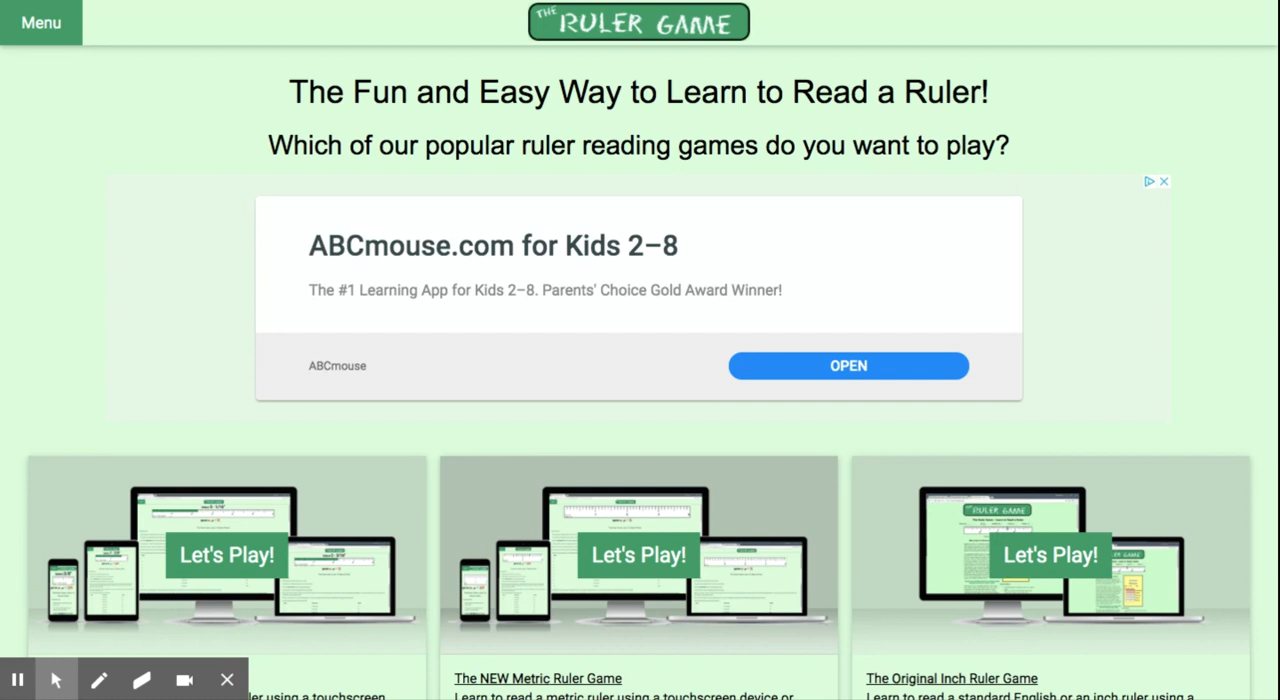 Menu
THE RULER GAME
The Fun and Easy Way to Learn to Read a Ruler!
Which of our popular ruler reading games do you want to play?
ABCmouse.com for Kids 2–8
The #1 Learning App for Kids 2–8. Parents' Choice Gold Award Winner!
ABCmouse
OPEN
Let's Play!
Let's Play!
RULER GAME
Let's Play!
The NEW Metric Ruler Game
The Original Inch Ruler Game
using a touchscreen
Learn to read a metric ruler using a touchscreen device or
Learn to read a standard English or an inch ruler using a